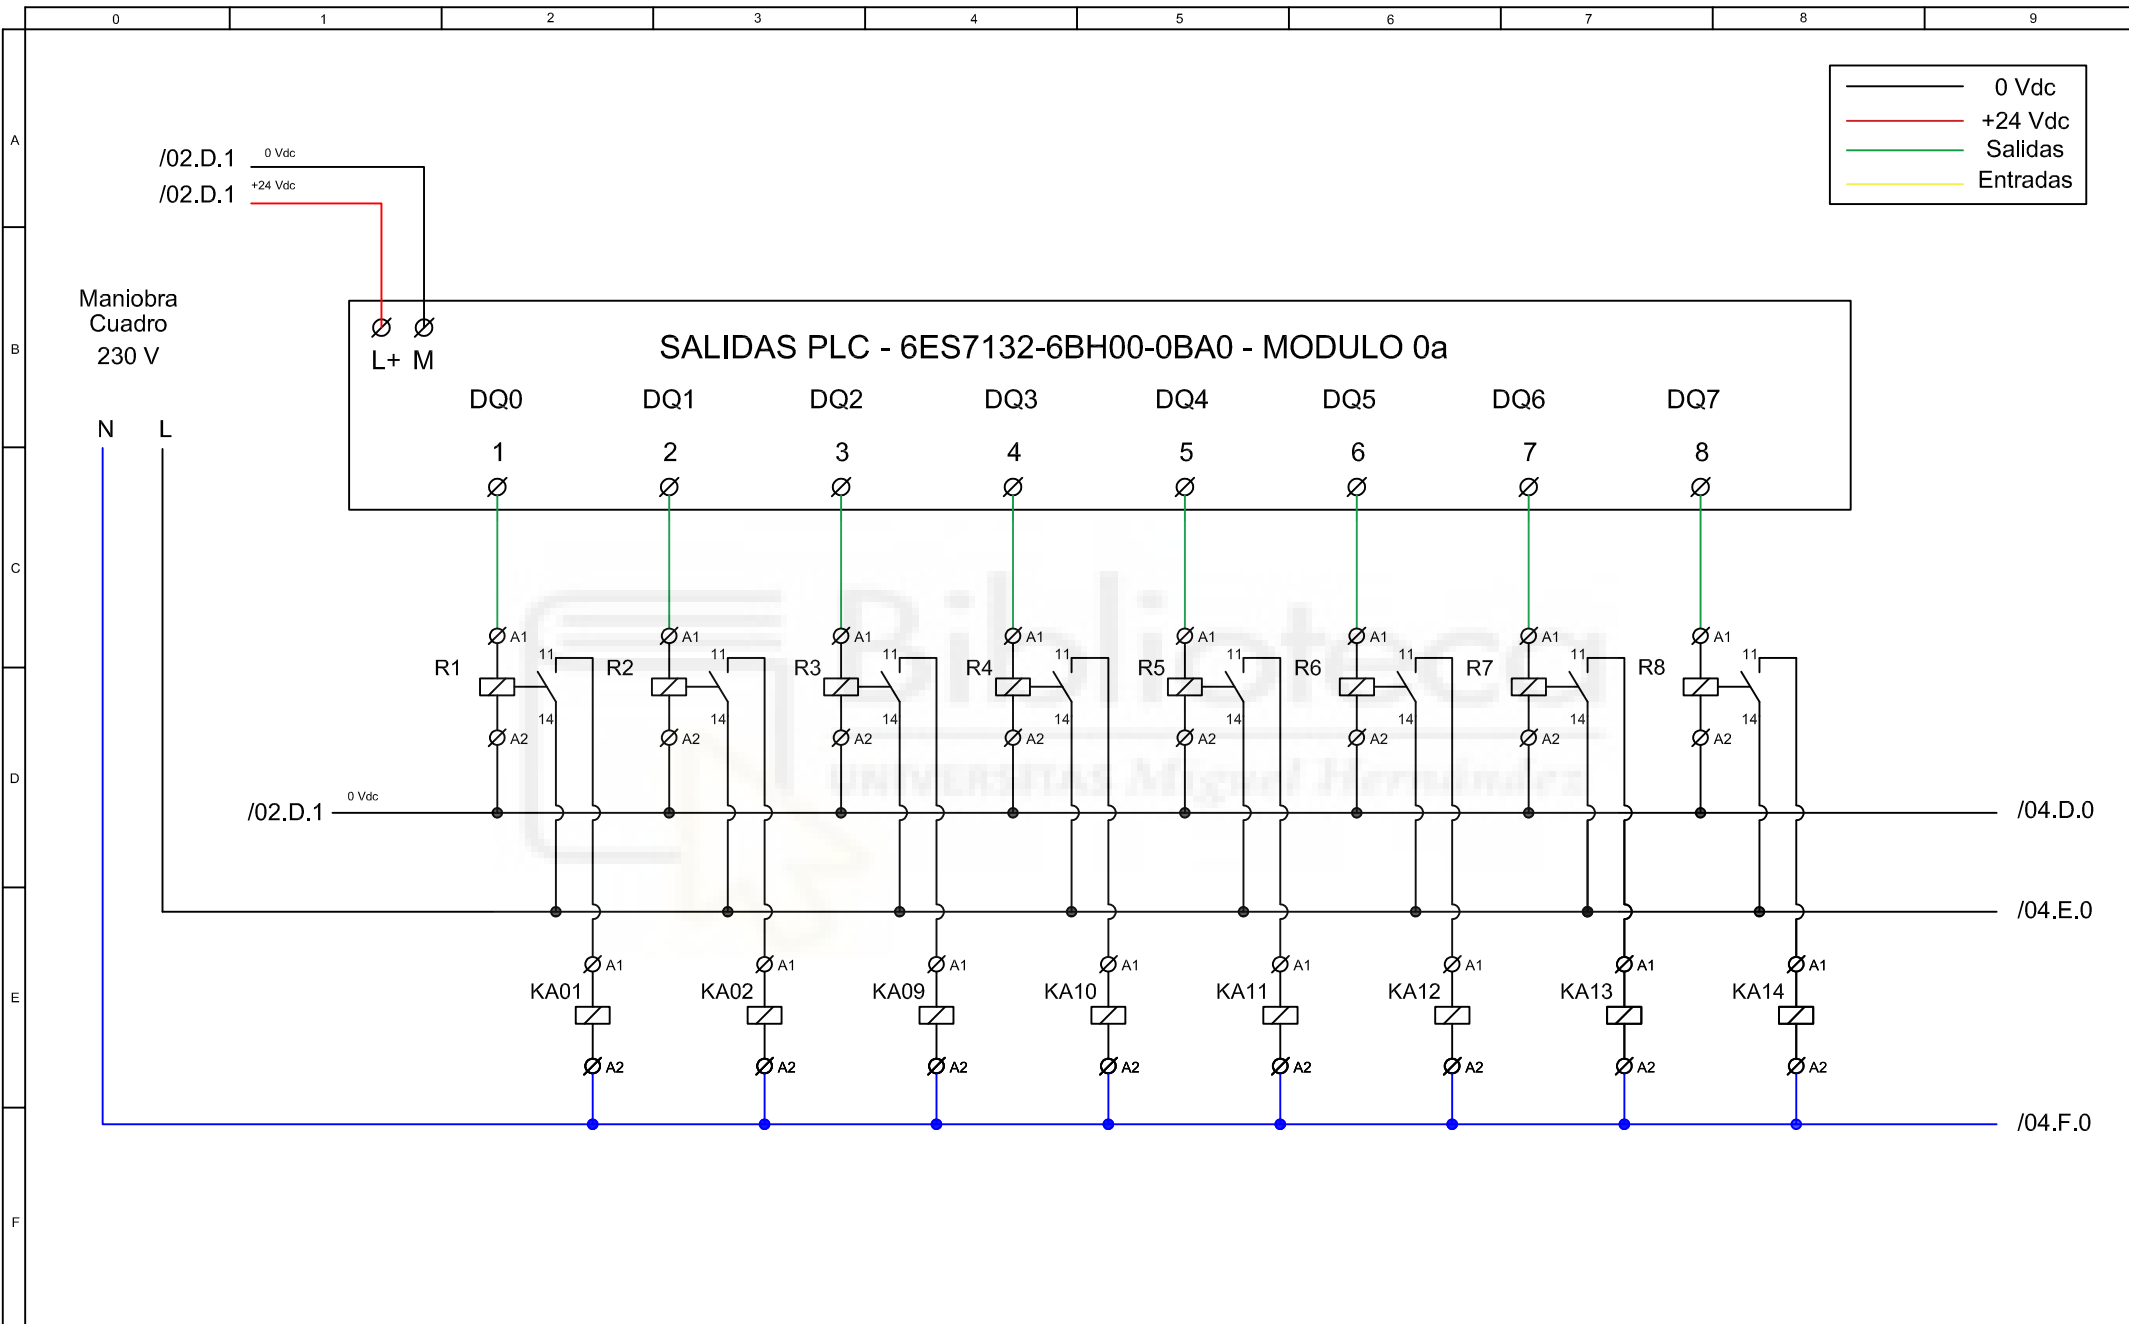 0 1 2 3 4 5 6 7 8 9
A
B
C
D
E
F
0 Vdc
+24 Vdc
Salidas
Entradas
/02.D.1 0 Vdc
/02.D.1 +24 Vdc
Maniobra
Cuadro
230 V
N L
L+ M
SALIDAS PLC - 6ES7132-6BH00-0BA0 - MODULO 0a
DQ0 DQ1 DQ2 DQ3 DQ4 DQ5 DQ6 DQ7
1 2 3 4 5 6 7 8
Biblioteca
UNIVERSITAS Miguel Hernández
A1 A1 A1 A1 A1 A1 A1 A1
11 11 11 11 11 11 11 11
R1 R2 R3 R4 R5 R6 R7 R8
14 14 14 14 14 14 14 14
A2 A2 A2 A2 A2 A2 A2 A2
/02.D.1 0 Vdc /04.D.0
/04.E.0
A1 A1 A1 A1 A1 A1 A1 A1
KA01 KA02 KA09 KA10 KA11 KA12 KA13 KA14
A2 A2 A2 A2 A2 A2 A2 A2
/04.F.0